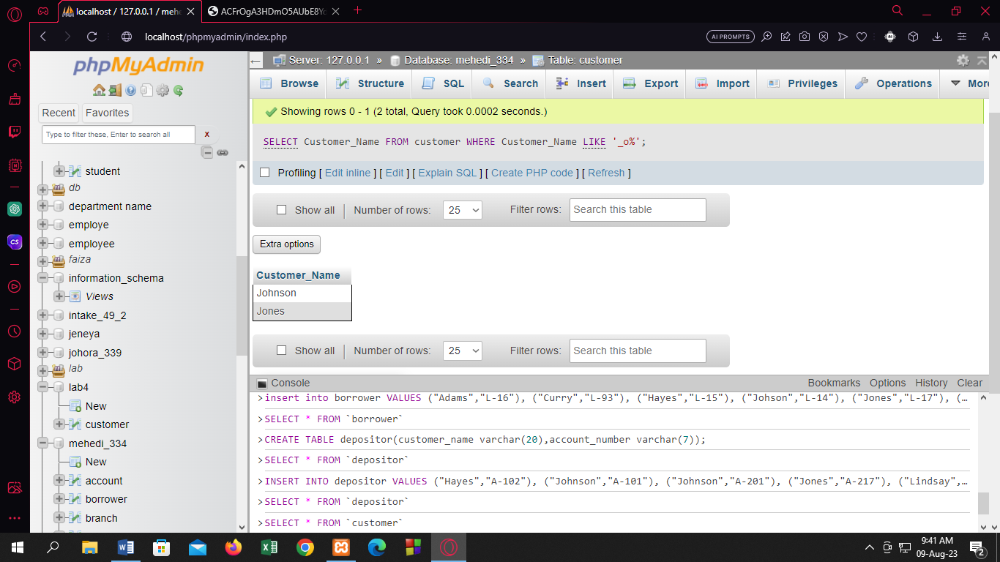 localhost / 127.0.0.1 / mehe
ACFrOgA3HDmO5AUbE8Yc
localhost/phpmyadmin/index.php
AI PROMPTS
phpMyAdmin
Recent
Favorites
Type to filter these, Enter to search all
X
student
db
department name
employe
employee
faiza
information_schema
Views
intake_49_2
jeneya
johora_339
lab
lab4
New
customer
mehedi_334
New
account
borrower
branch
Server: 127.0.0.1 » Database: mehedi_334 » Table: customer
Browse Structure SQL Search Insert Export Import Privileges Operations More
Showing rows 0 - 1 (2 total, Query took 0.0002 seconds.)
SELECT Customer_Name FROM customer WHERE Customer_Name LIKE '_o%';
Profiling [ Edit inline ] [ Edit ] [ Explain SQL ] [ Create PHP code ] [ Refresh ]
Show all | Number of rows: 25 Filter rows: Search this table
Extra options
Customer_Name
Johnson
Jones
Show all | Number of rows: 25 Filter rows: Search this table
Console Bookmarks Options History Clear
>insert into borrower VALUES ("Adams","L-16"), ("Curry","L-93"), ("Hayes","L-15"), ("Johson","L-14"), ("Jones","L-17"), (…
>SELECT * FROM `borrower`
>CREATE TABLE depositor(customer_name varchar(20),account_number varchar(7));
>SELECT * FROM `depositor`
>INSERT INTO depositor VALUES ("Hayes","A-102"), ("Johnson","A-101"), ("Johnson","A-201"), ("Jones","A-217"), ("Lindsay",…
>SELECT * FROM `depositor`
>SELECT * FROM `customer`
9:41 AM
09-Aug-23
2